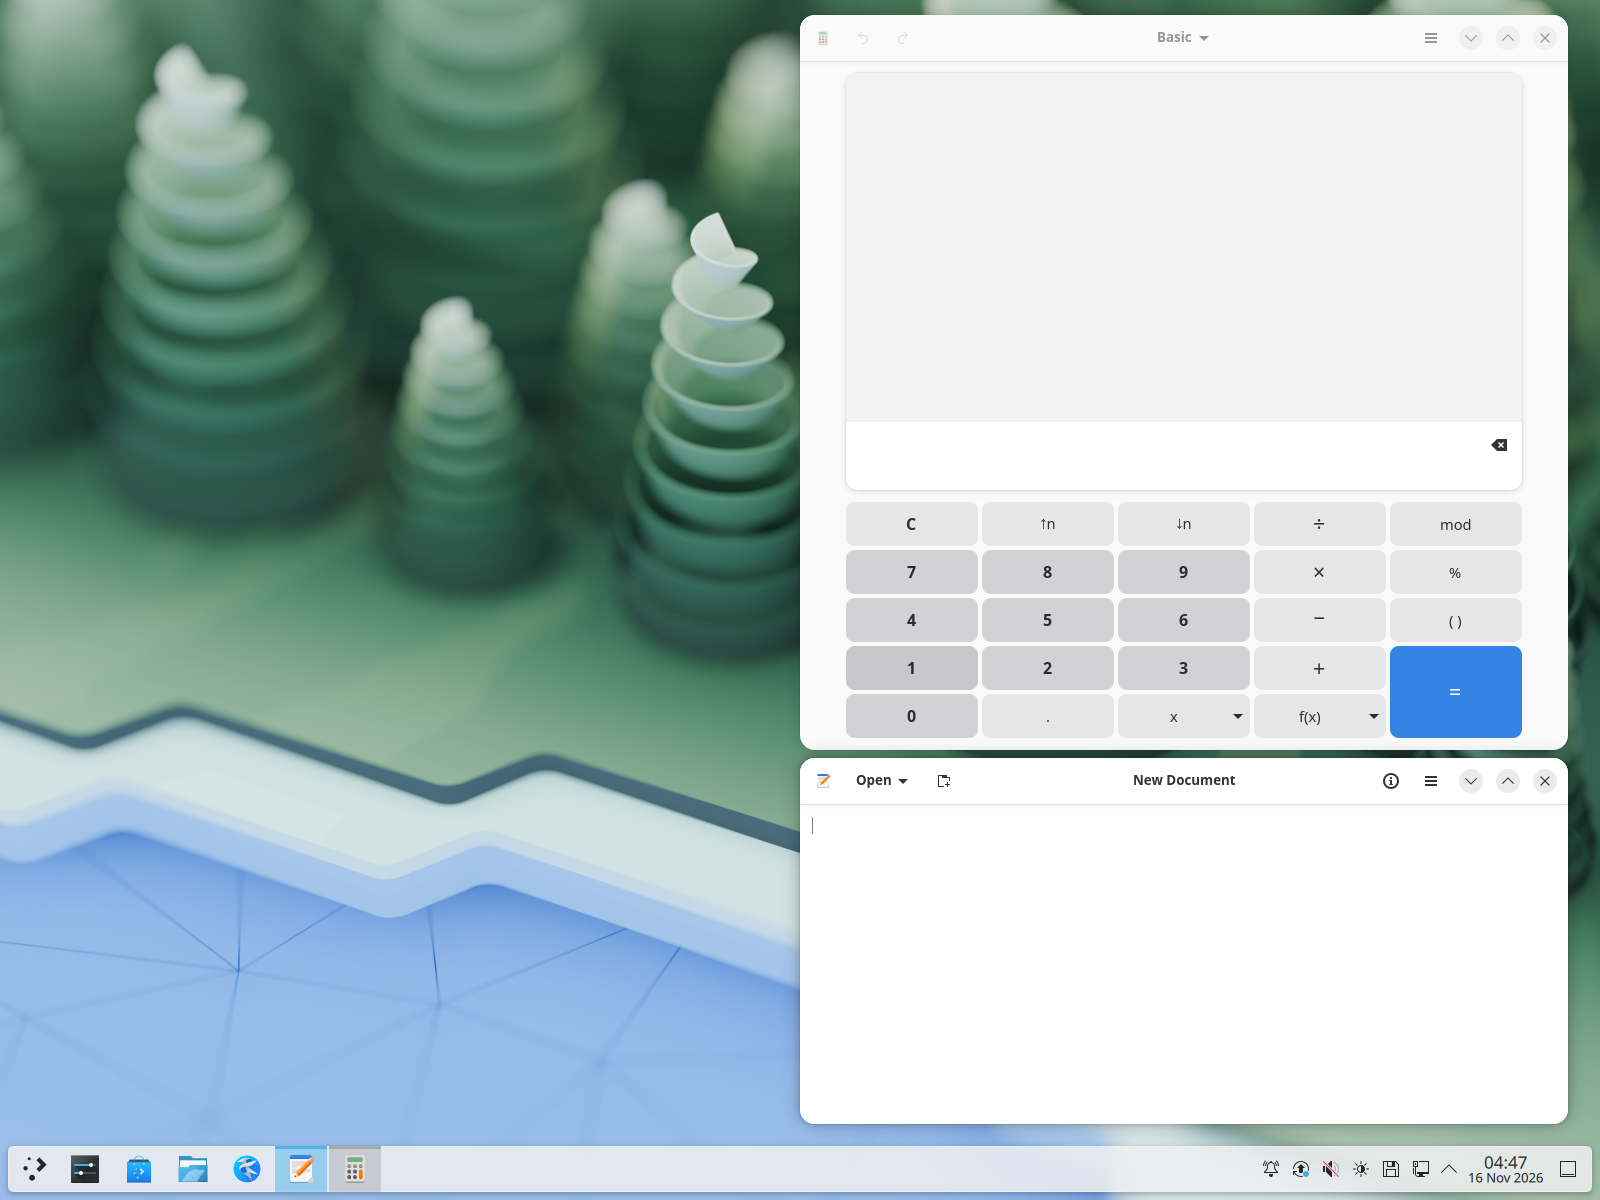 Basic
C ↑n ↓n ÷ mod
7 8 9 × %
4 5 6 − ( )
1 2 3 + =
0 . x f(x)
Open New Document
04:47
16 Nov 2026